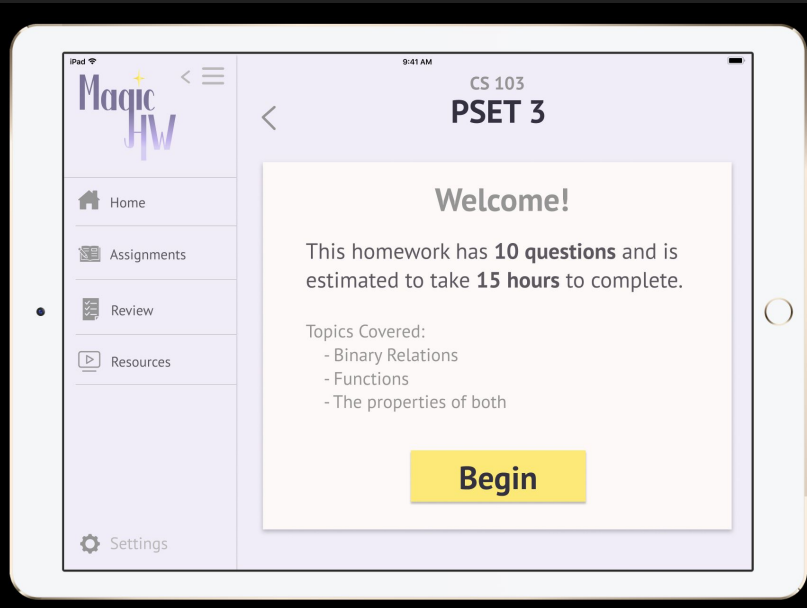 iPad
9:41 AM
Magic
HW
Home
Assignments
Review
Resources
Settings
CS 103
PSET 3
Welcome!
This homework has 10 questions and is
estimated to take 15 hours to complete.
Topics Covered:
- Binary Relations
- Functions
- The properties of both
Begin